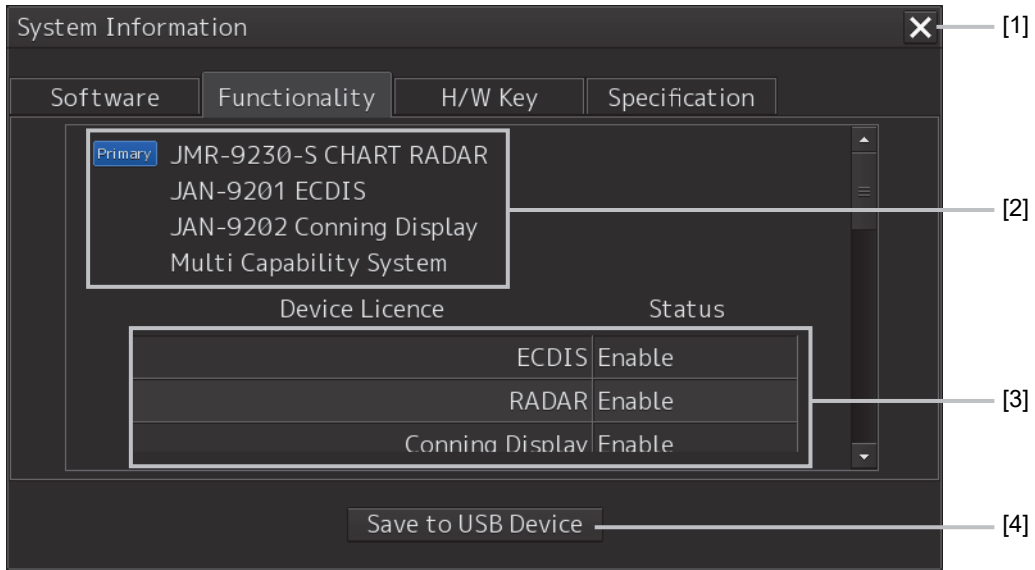 System Information
[1]
Software Functionality H/W Key Specification
Primary JMR-9230-S CHART RADAR
JAN-9201 ECDIS
[2]
JAN-9202 Conning Display
Multi Capability System
Device Licence Status
ECDIS Enable
RADAR Enable
[3]
Conning Display Enable
Save to USB Device
[4]